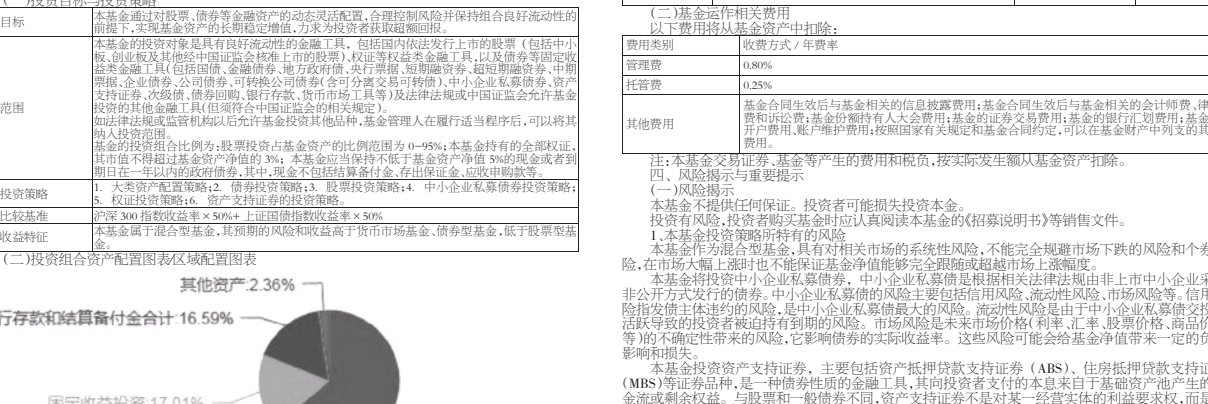 (一)投资目标与投资策略
目标
本基金通过对股票、债券等金融资产的动态灵活配置,合理控制风险并保持组合良好流动性的
前提下,实现基金资产的长期稳定增值,力求为投资者获取超额回报。
范围
本基金的投资对象是具有良好流动性的金融工具，包括国内依法发行上市的股票（包括中小
板、创业板及其他经中国证监会核准上市的股票)、权证等权益类金融工具,以及债券等固定收
益类金融工具(包括国债、金融债券、地方政府债、央行票据、短期融资券、超短期融资券、中期
票据、企业债券、公司债券、可转换公司债券(含可分离交易可转债)、中小企业私募债券、资产
支持证券、次级债、债券回购、银行存款、货币市场工具等)及法律法规或中国证监会允许基金
投资的其他金融工具(但须符合中国证监会的相关规定)。
如法律法规或监管机构以后允许基金投资其他品种,基金管理人在履行适当程序后,可以将其
纳入投资范围。
基金的投资组合比例为:股票投资占基金资产的比例范围为 0-95%;本基金持有的全部权证,
其市值不得超过基金资产净值的 3%；本基金应当保持不低于基金资产净值 5%的现金或者到
期日在一年以内的政府债券,其中,现金不包括结算备付金、存出保证金、应收申购款等。
投资策略
1. 大类资产配置策略;2. 债券投资策略;3. 股票投资策略;4. 中小企业私募债券投资策略;
5. 权证投资策略;6. 资产支持证券的投资策略。
比较基准
沪深 300 指数收益率×50%+上证国债指数收益率×50%
收益特征
本基金属于混合型基金,其预期的风险和收益高于货币市场基金、债券型基金,低于股票型基
金。
(二)投资组合资产配置图表/区域配置图表
其他资产:2.36%
行存款和结算备付金合计:16.59%
固定收益投资:17.01%
(二)基金运作相关费用
以下费用将从基金资产中扣除:
费用类别
收费方式 / 年费率
管理费
0.80%
托管费
0.25%
其他费用
基金合同生效后与基金相关的信息披露费用;基金合同生效后与基金相关的会计师费、律
费和诉讼费;基金份额持有人大会费用;基金的证券交易费用;基金的银行汇划费用;基金
开户费用、账户维护费用;按照国家有关规定和基金合同约定,可以在基金财产中列支的其
费用。
注:本基金交易证券、基金等产生的费用和税负,按实际发生额从基金资产扣除。
四、风险揭示与重要提示
(一)风险揭示
本基金不提供任何保证。投资者可能损失投资本金。
投资有风险,投资者购买基金时应认真阅读本基金的《招募说明书》等销售文件。
1、本基金投资策略所特有的风险
本基金作为混合型基金,具有对相关市场的系统性风险,不能完全规避市场下跌的风险和个券
险,在市场大幅上涨时也不能保证基金净值能够完全跟随或超越市场上涨幅度。
本基金将投资中小企业私募债券，中小企业私募债是根据相关法律法规由非上市中小企业采
非公开方式发行的债券。中小企业私募债的风险主要包括信用风险、流动性风险、市场风险等。信用
险指发债主体违约的风险,是中小企业私募债最大的风险。流动性风险是由于中小企业私募债交投
活跃导致的投资者被迫持有到期的风险。市场风险是未来市场价格(利率、汇率、股票价格、商品价
等)的不确定性带来的风险,它影响债券的实际收益率。这些风险可能会给基金净值带来一定的负
影响和损失。
本基金投资资产支持证券，主要包括资产抵押贷款支持证券（ABS)、住房抵押贷款支持证
(MBS)等证券品种,是一种债券性质的金融工具,其向投资者支付的本息来自于基础资产池产生的
金流或剩余权益。与股票和一般债券不同,资产支持证券不是对某一经营实体的利益要求权,而是